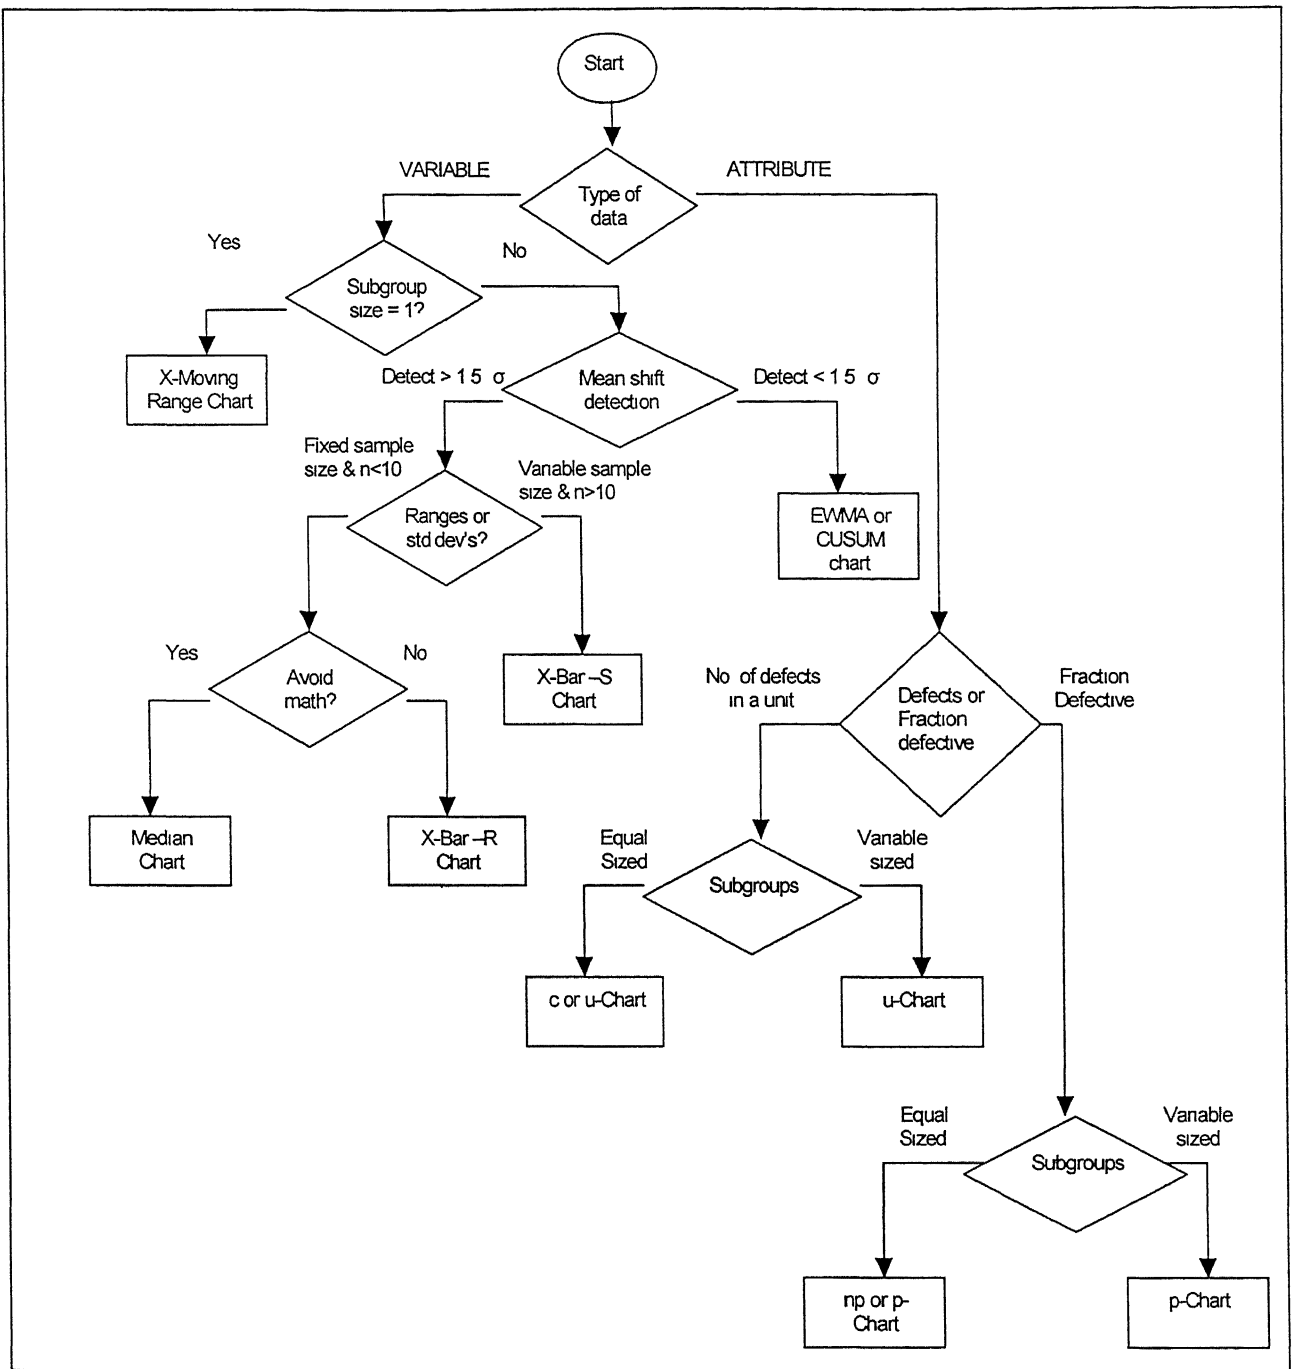 Start
VARIABLE
ATTRIBUTE
Type of
data
Yes
No
Subgroup
size = 1?
X-Moving
Range Chart
Detect > 1 5 σ
Mean shift
detection
Detect < 1 5 σ
Fixed sample
size & n<10
Variable sample
size & n>10
Ranges or
std dev's?
EWMA or
CUSUM
chart
Yes
No
Avoid
math?
X-Bar –S
Chart
No of defects
in a unit
Defects or
Fraction
defective
Fraction
Defective
Median
Chart
X-Bar –R
Chart
Equal
Sized
Variable
sized
Subgroups
c or u-Chart
u-Chart
Equal
Sized
Variable
sized
Subgroups
np or p-
Chart
p-Chart